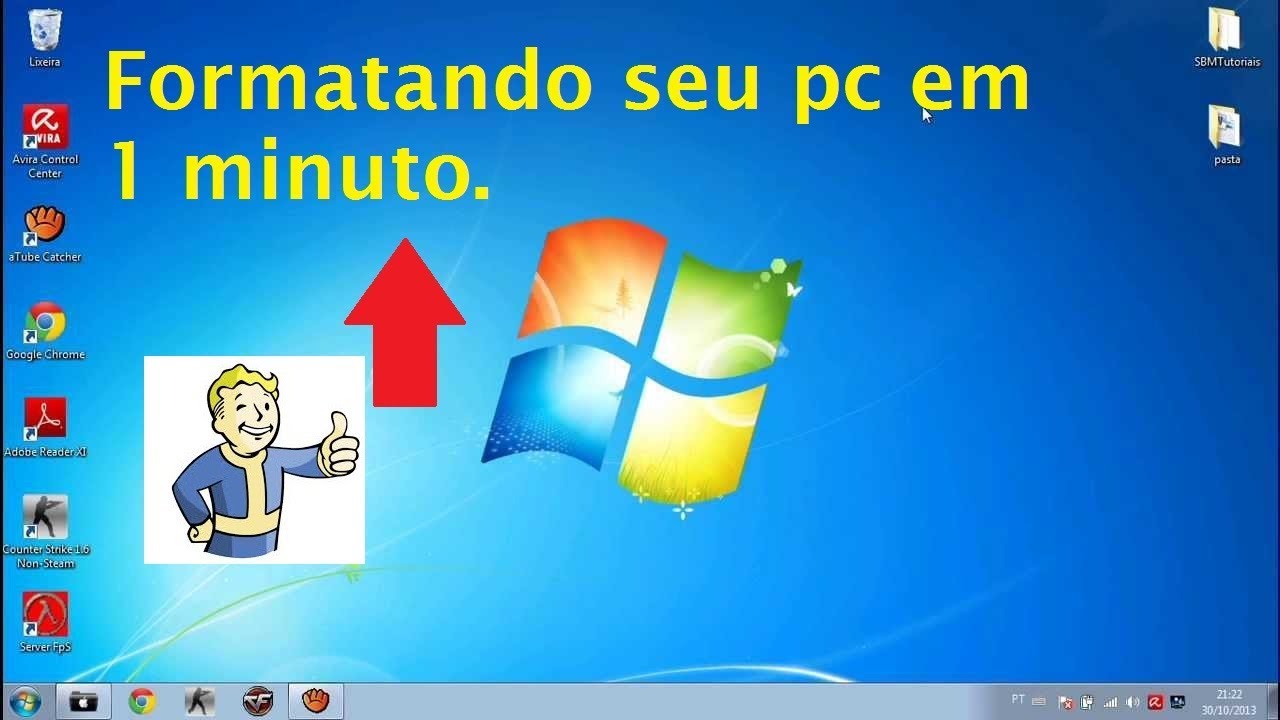 Formatando seu pc em
1 minuto.
Lixeira
VIRA
Avira Control
Center
aTube Catcher
Google Chrome
Adobe Reader XI
Counter Strike 1.6
Non-Steam
Server FpS
SBMTutoriais
pasta
PT
21:22
30/10/2013